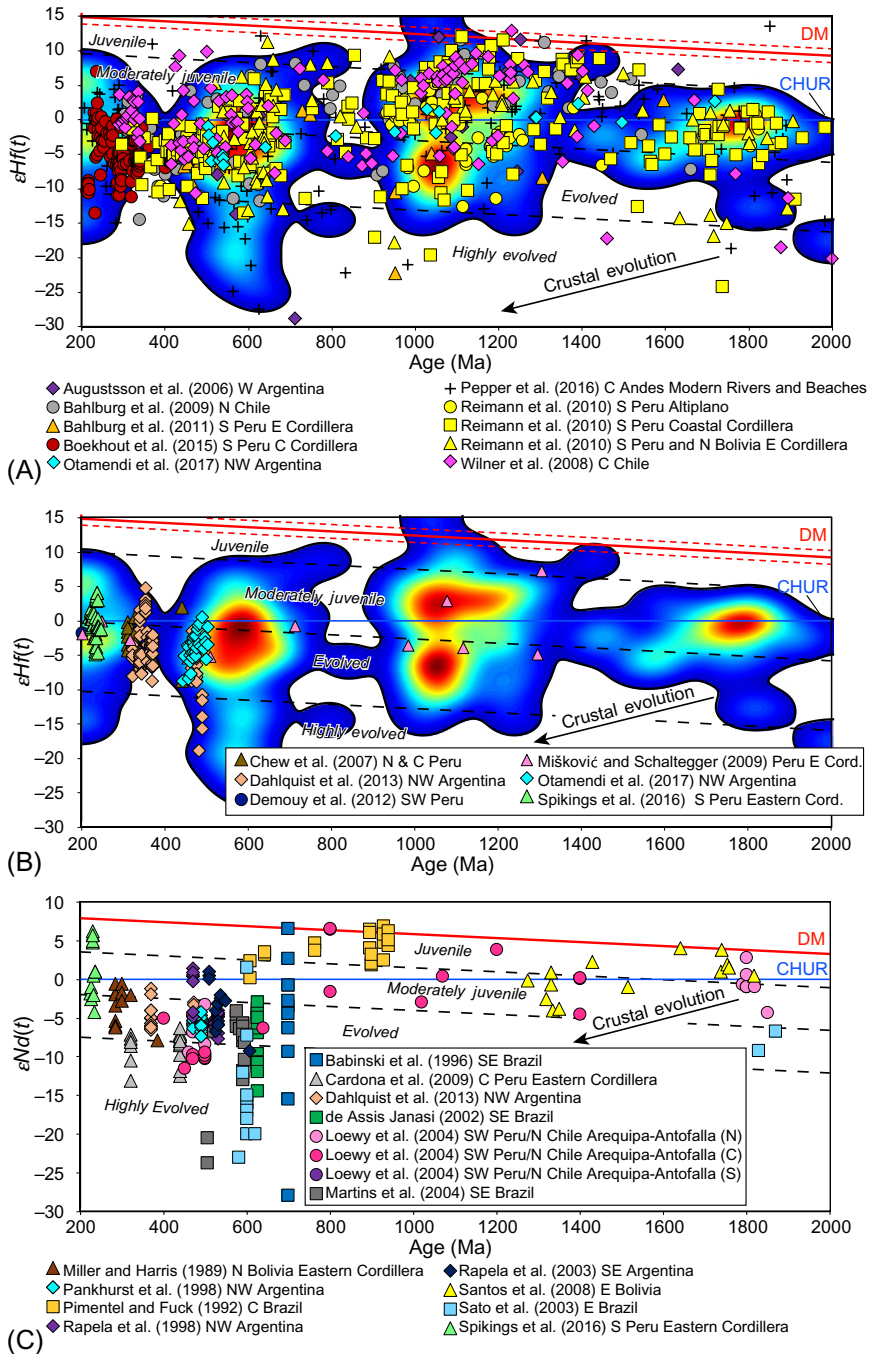 15
10
5
0
−5
−10
−15
−20
−25
−30
εHf(t)
Juvenile
Moderately juvenile
Evolved
Highly evolved
Crustal evolution
DM
CHUR
200 400 600 800 1000 1200 1400 1600 1800 2000
Age (Ma)
Augustsson et al. (2006) W Argentina
Bahlburg et al. (2009) N Chile
Bahlburg et al. (2011) S Peru E Cordillera
Boekhout et al. (2015) S Peru C Cordillera
Otamendi et al. (2017) NW Argentina
Pepper et al. (2016) C Andes Modern Rivers and Beaches
Reimann et al. (2010) S Peru Altiplano
Reimann et al. (2010) S Peru Coastal Cordillera
Reimann et al. (2010) S Peru and N Bolivia E Cordillera
Wilner et al. (2008) C Chile
(A)
15
10
5
0
−5
−10
−15
−20
−25
−30
εHf(t)
DM
Juvenile
CHUR
Moderately juvenile
Evolved
Highly evolved
Crustal evolution
Chew et al. (2007) N & C Peru
Dahlquist et al. (2013) NW Argentina
Demouy et al. (2012) SW Peru
Mišković and Schaltegger (2009) Peru E Cord.
Otamendi et al. (2017) NW Argentina
Spikings et al. (2016) S Peru Eastern Cord.
200 400 600 800 1000 1200 1400 1600 1800 2000
Age (Ma)
(B)
10
5
0
−5
−10
−15
−20
−25
−30
εNd(t)
DM
Juvenile
CHUR
Moderately juvenile
Evolved
Crustal evolution
Highly Evolved
Babinski et al. (1996) SE Brazil
Cardona et al. (2009) C Peru Eastern Cordillera
Dahlquist et al. (2013) NW Argentina
de Assis Janasi (2002) SE Brazil
Loewy et al. (2004) SW Peru/N Chile Arequipa-Antofalla (N)
Loewy et al. (2004) SW Peru/N Chile Arequipa-Antofalla (C)
Loewy et al. (2004) SW Peru/N Chile Arequipa-Antofalla (S)
Martins et al. (2004) SE Brazil
200 400 600 800 1000 1200 1400 1600 1800 2000
Age (Ma)
Miller and Harris (1989) N Bolivia Eastern Cordillera
Pankhurst et al. (1998) NW Argentina
Pimentel and Fuck (1992) C Brazil
Rapela et al. (1998) NW Argentina
Rapela et al. (2003) SE Argentina
Santos et al. (2008) E Bolivia
Sato et al. (2003) E Brazil
Spikings et al. (2016) S Peru Eastern Cordillera
(C)